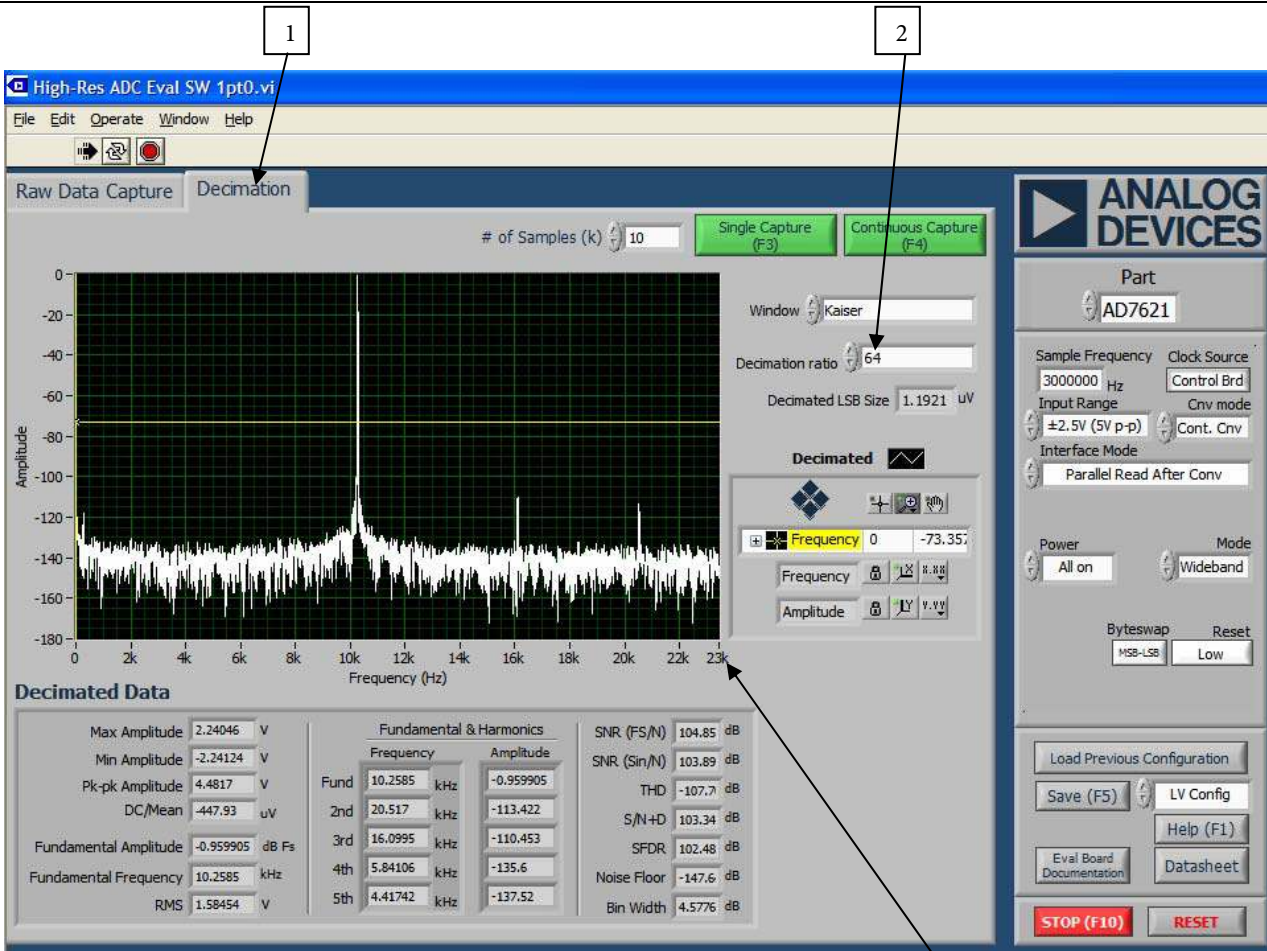 1
2
High-Res ADC Eval SW 1pt0.vi
File Edit Operate Window Help
Raw Data Capture Decimation
# of Samples (k) 10
Single Capture (F3)
Continuous Capture (F4)
0
-20
-40
-60
-80
-100
-120
-140
-160
-180
Amplitude
0 2k 4k 6k 8k 10k 12k 14k 16k 18k 20k 22k 23k
Frequency (Hz)
Window Kaiser
Decimation ratio 64
Decimated LSB Size 1.1921 uV
Decimated
Frequency 0 -73.357
Frequency X.XX
Amplitude Y.YY
Decimated Data
Max Amplitude 2.24046 V
Min Amplitude -2.24124 V
Pk-pk Amplitude 4.4817 V
DC/Mean -447.93 uV
Fundamental Amplitude -0.959905 dB Fs
Fundamental Frequency 10.2585 kHz
RMS 1.58454 V
Fundamental & Harmonics
Frequency Amplitude
Fund 10.2585 kHz -0.959905
2nd 20.517 kHz -113.422
3rd 16.0995 kHz -110.453
4th 5.84106 kHz -135.6
5th 4.41742 kHz -137.52
SNR (FS/N) 104.85 dB
SNR (Sin/N) 103.89 dB
THD -107.7 dB
S/N+D 103.34 dB
SFDR 102.48 dB
Noise Floor -147.6 dB
Bin Width 4.5776 dB
ANALOG
DEVICES
Part
AD7621
Sample Frequency Clock Source
3000000 Hz Control Brd
Input Range Cnv mode
±2.5V (5V p-p) Cont. Cnv
Interface Mode
Parallel Read After Conv
Power Mode
All on Wideband
Byteswap Reset
MSB-LSB Low
Load Previous Configuration
Save (F5) LV Config
Help (F1)
Eval Board Documentation
Datasheet
STOP (F10) RESET